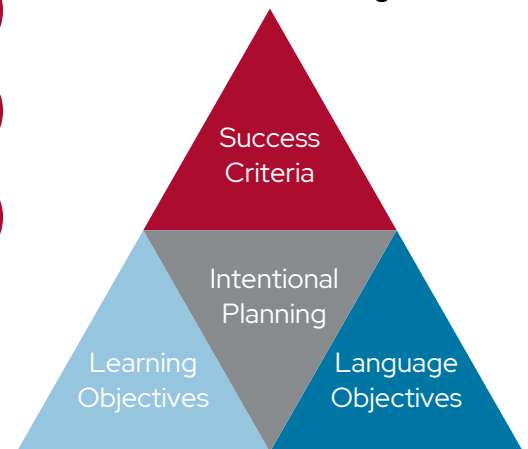 Success
Criteria
Intentional
Planning
Learning
Objectives
Language
Objectives